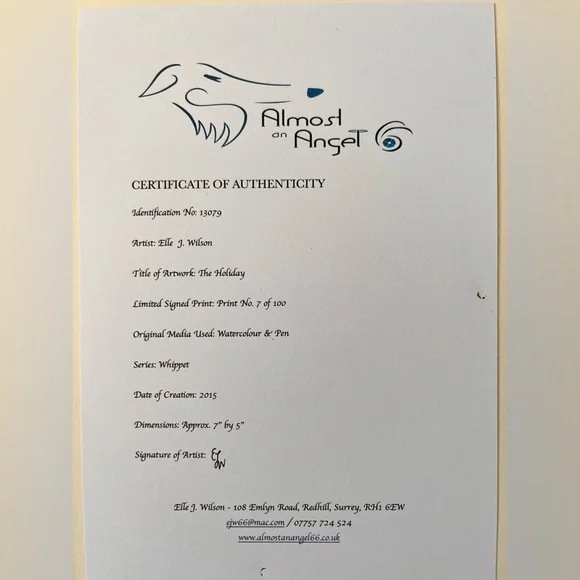 Almost
an
Angel
CERTIFICATE OF AUTHENTICITY
Identification No: 13079
Artist: Elle J. Wilson
Title of Artwork: The Holiday
Limited Signed Print: Print No. 7 of 100
Original Media Used: Watercolour & Pen
Series: Whippet
Date of Creation: 2015
Dimensions: Approx. 7" by 5"
Signature of Artist: EJW
Elle J. Wilson - 108 Emlyn Road, Redhill, Surrey, RH1 6EW
ejw66@mac.com / 07757 724 524
www.almostanangel66.co.uk